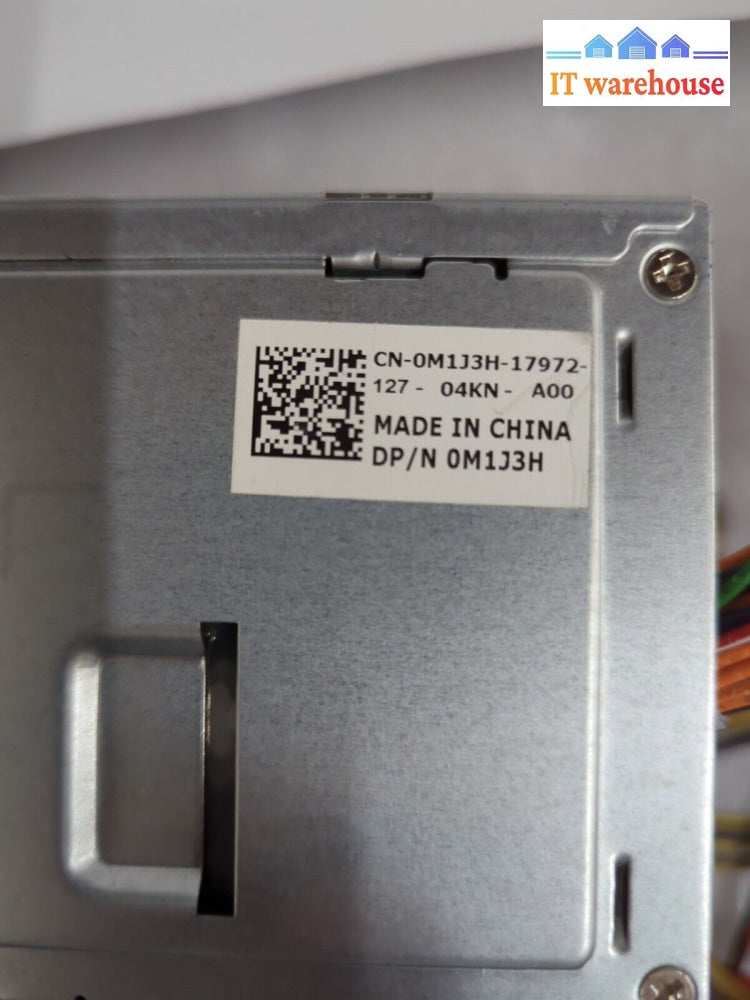 IT warehouse
CN-0M1J3H-17972-
127 - 04KN - A00
MADE IN CHINA
DP/N 0M1J3H